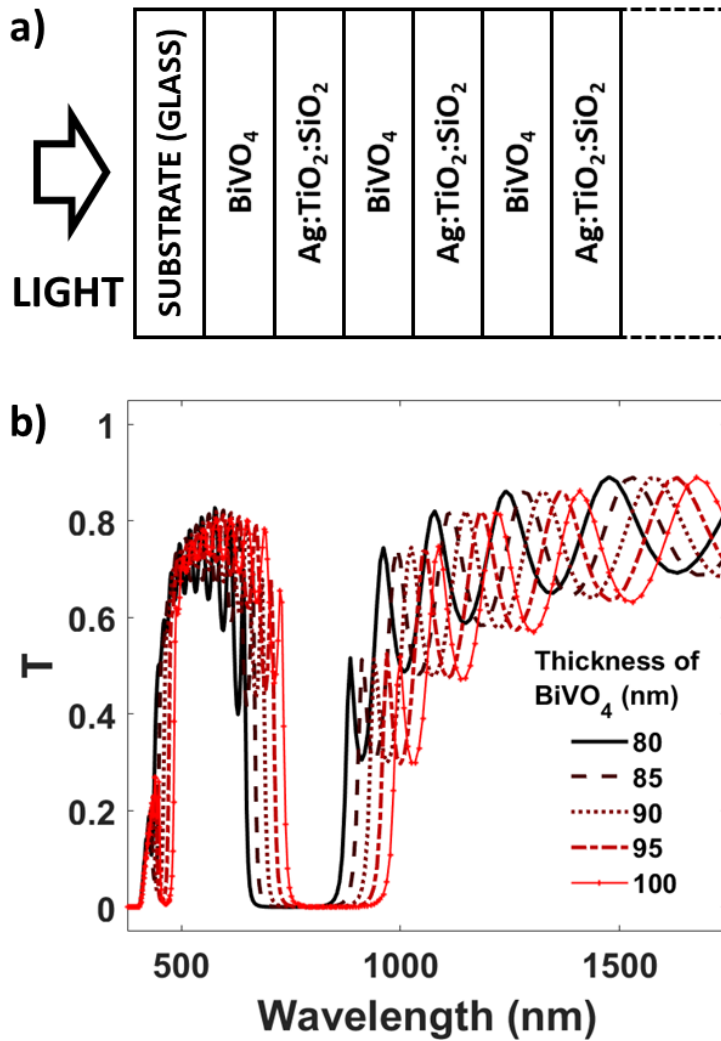 a)
LIGHT
SUBSTRATE (GLASS)
BiVO₄
Ag:TiO₂:SiO₂
BiVO₄
Ag:TiO₂:SiO₂
BiVO₄
Ag:TiO₂:SiO₂
b)
T
1
0.8
0.6
0.4
0.2
0
500
1000
1500
Wavelength (nm)
Thickness of
BiVO₄ (nm)
80
85
90
95
100